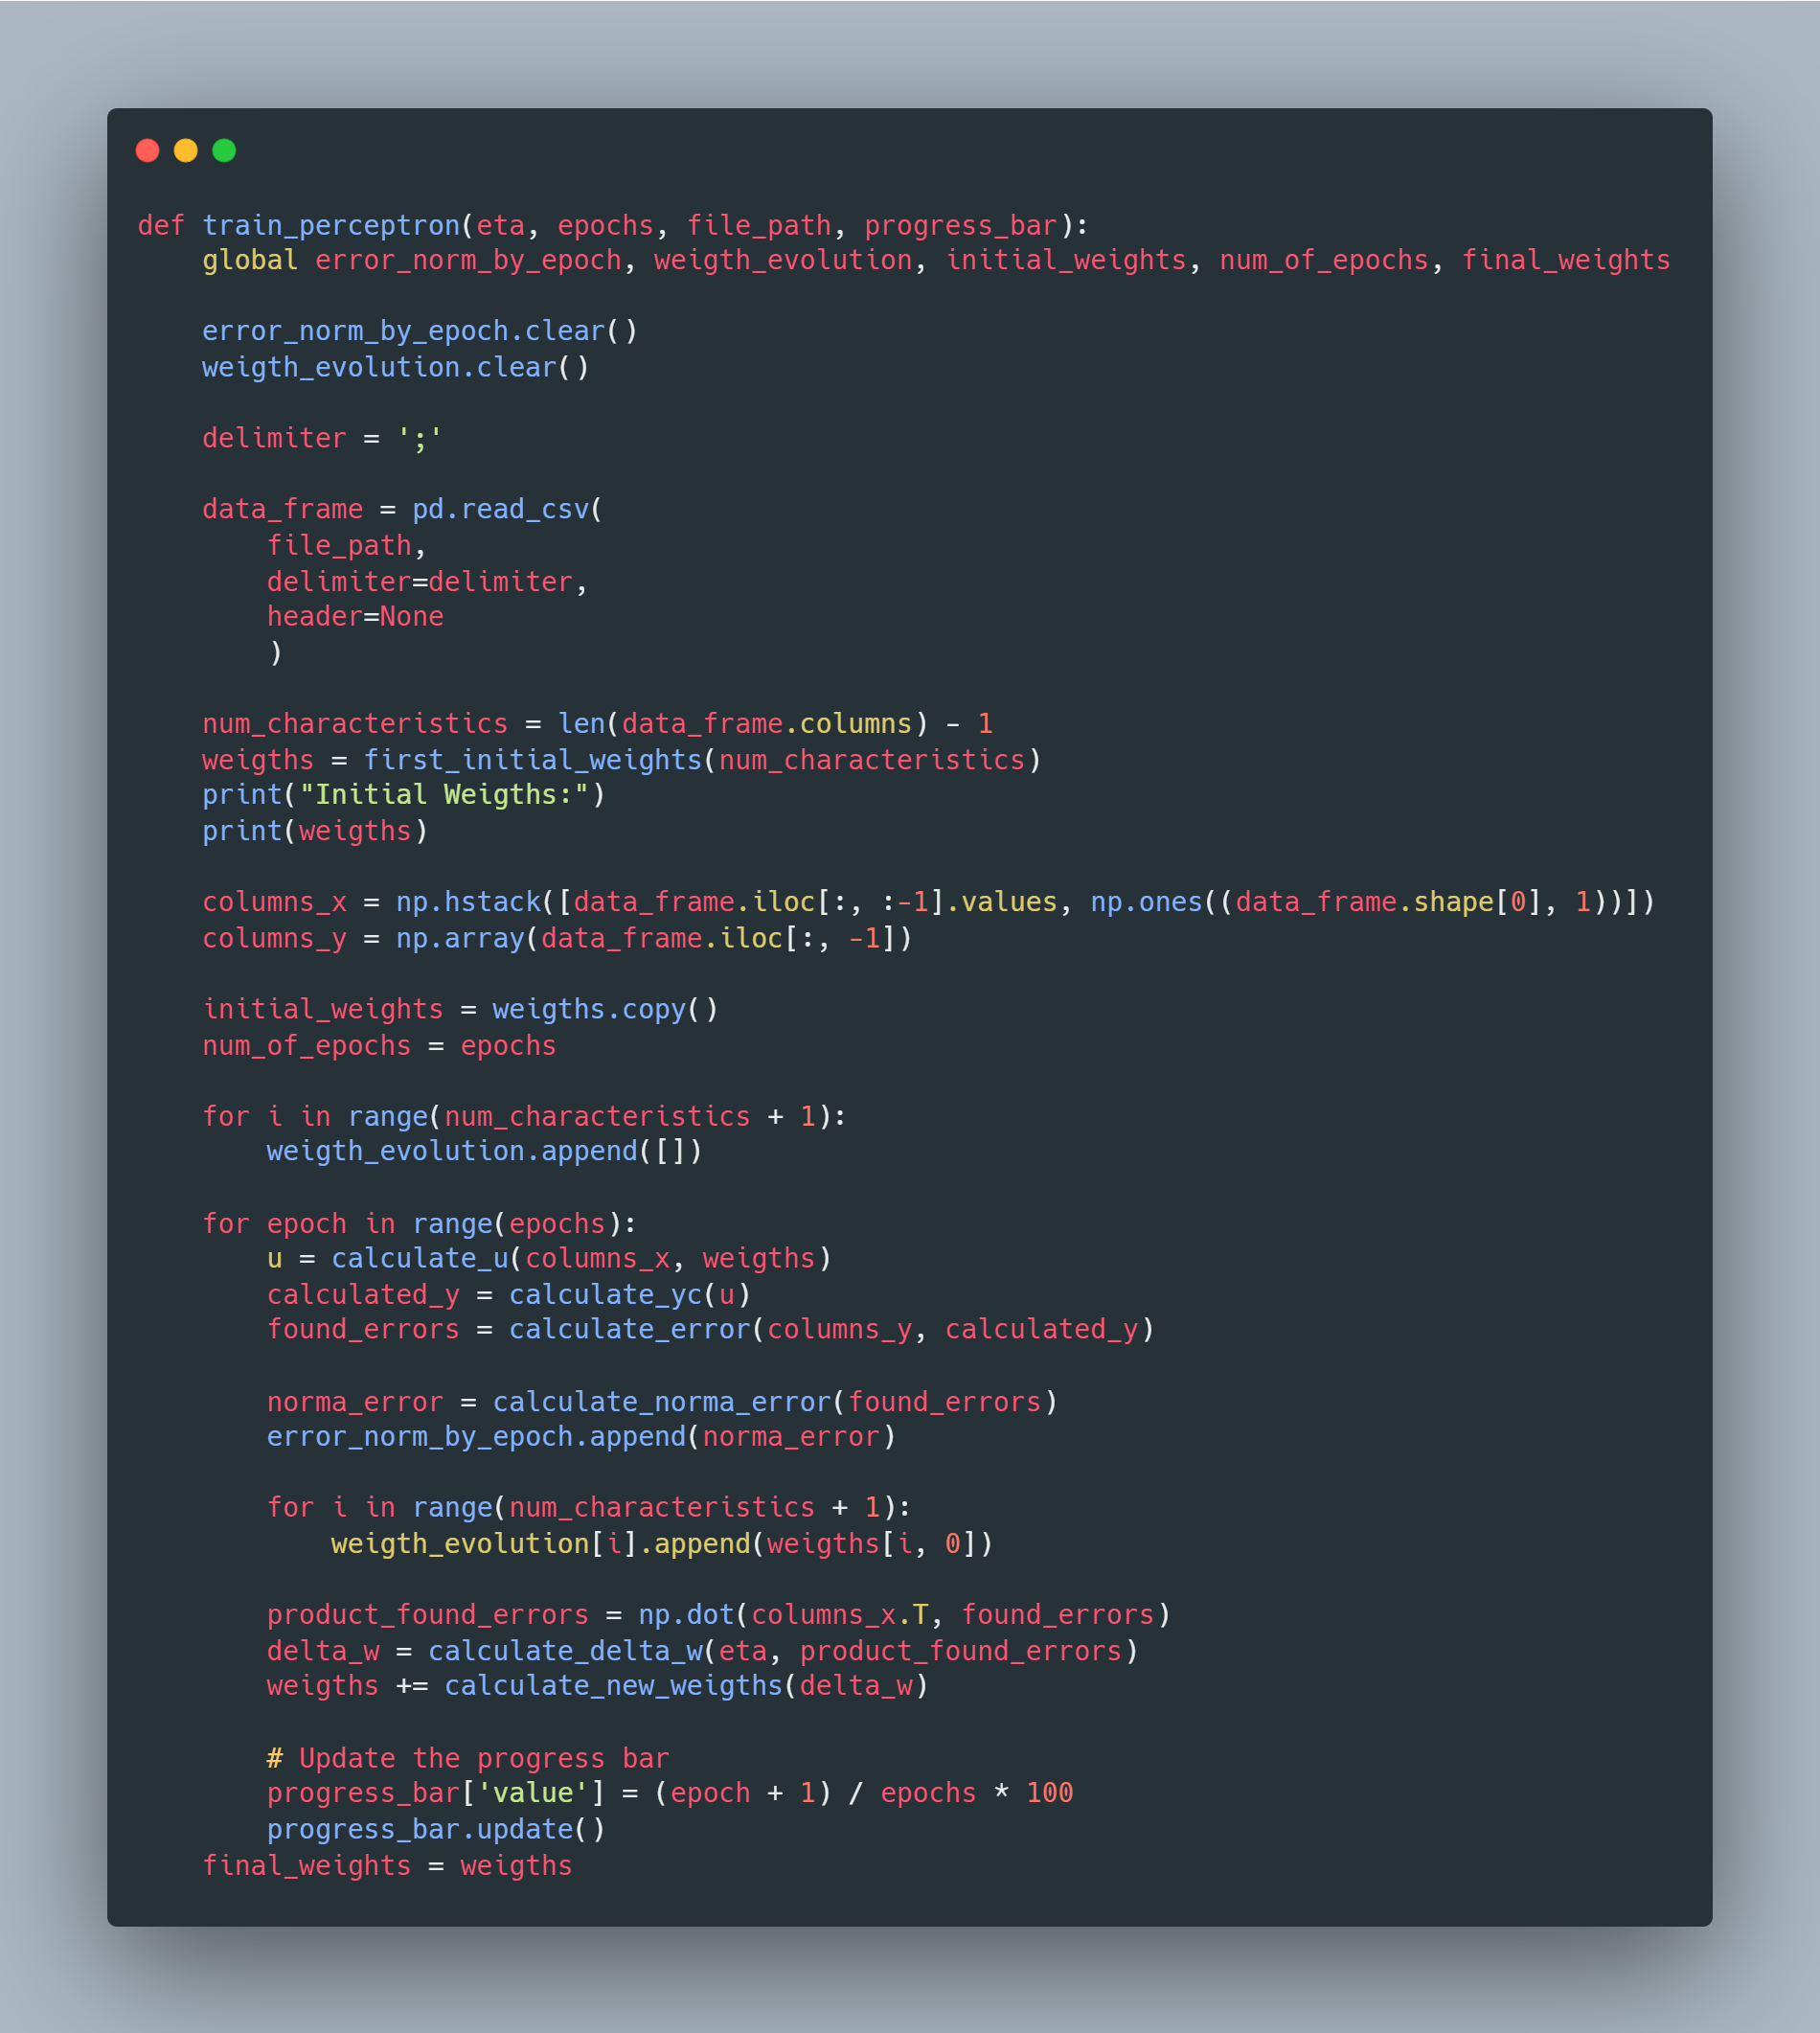 def train_perceptron(eta, epochs, file_path, progress_bar):
    global error_norm_by_epoch, weigth_evolution, initial_weights, num_of_epochs, final_weights

    error_norm_by_epoch.clear()
    weigth_evolution.clear()

    delimiter = ';'

    data_frame = pd.read_csv(
        file_path,
        delimiter=delimiter,
        header=None
        )

    num_characteristics = len(data_frame.columns) - 1
    weigths = first_initial_weights(num_characteristics)
    print("Initial Weigths:")
    print(weigths)

    columns_x = np.hstack([data_frame.iloc[:, :-1].values, np.ones((data_frame.shape[0], 1))])
    columns_y = np.array(data_frame.iloc[:, -1])

    initial_weights = weigths.copy()
    num_of_epochs = epochs

    for i in range(num_characteristics + 1):
        weigth_evolution.append([])

    for epoch in range(epochs):
        u = calculate_u(columns_x, weigths)
        calculated_y = calculate_yc(u)
        found_errors = calculate_error(columns_y, calculated_y)

        norma_error = calculate_norma_error(found_errors)
        error_norm_by_epoch.append(norma_error)

        for i in range(num_characteristics + 1):
            weigth_evolution[i].append(weigths[i, 0])

        product_found_errors = np.dot(columns_x.T, found_errors)
        delta_w = calculate_delta_w(eta, product_found_errors)
        weigths += calculate_new_weigths(delta_w)

        # Update the progress bar
        progress_bar['value'] = (epoch + 1) / epochs * 100
        progress_bar.update()
    final_weights = weigths